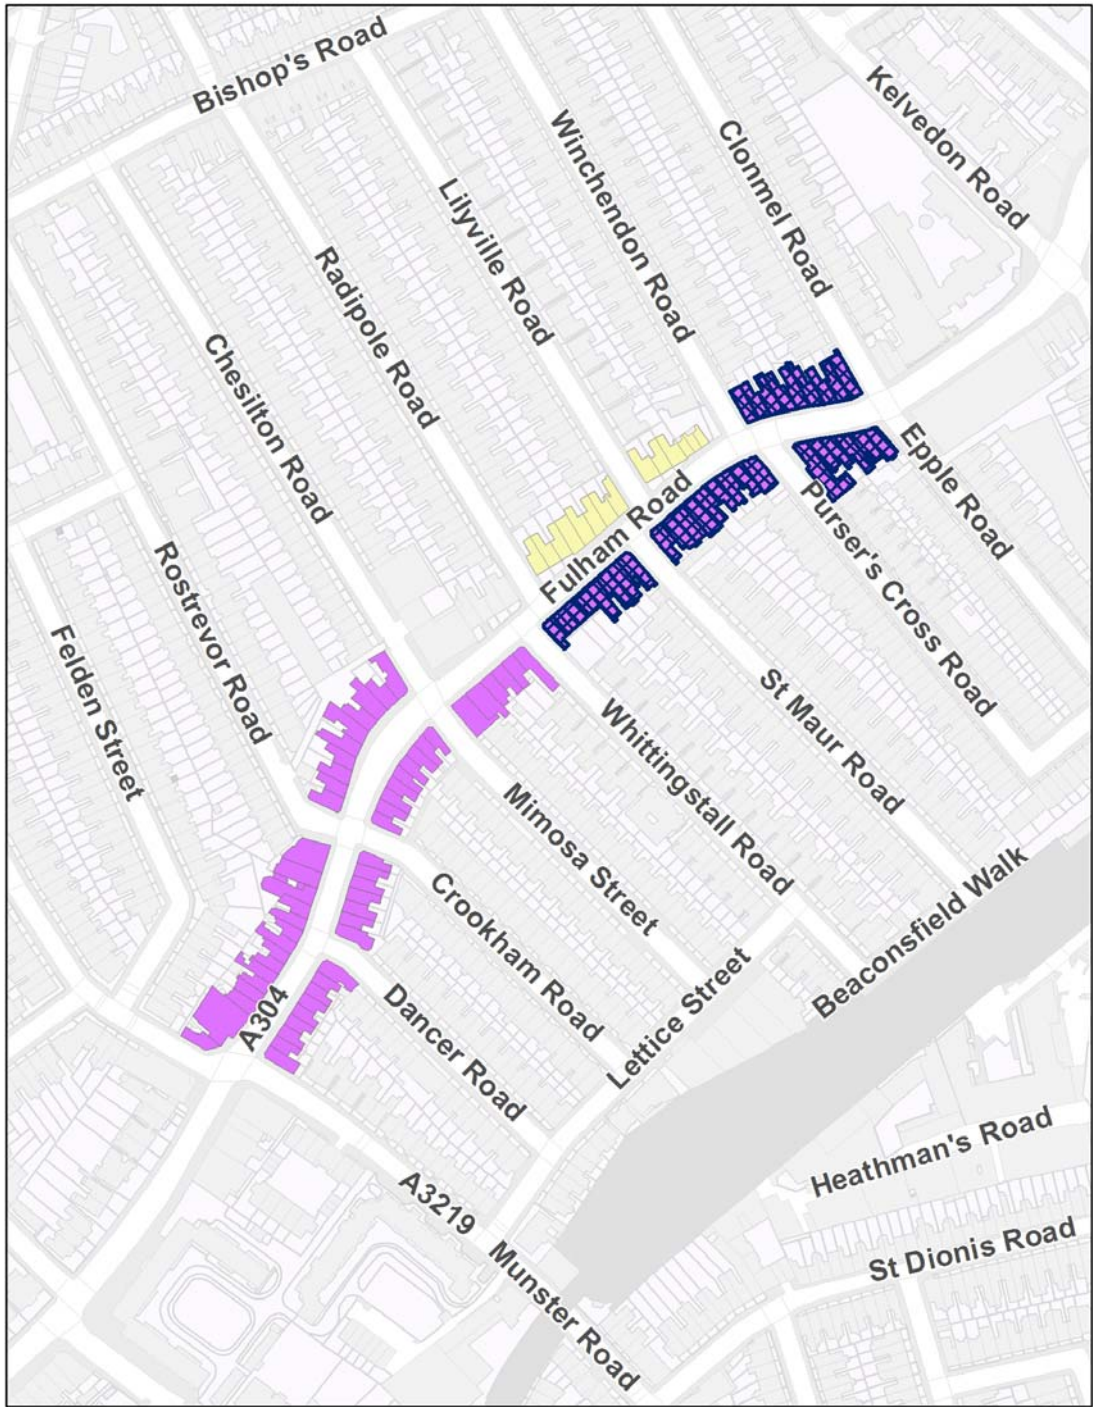 Bishop's Road
Kelvedon Road
Winchendon Road
Clonmel Road
Lilyville Road
Radipole Road
Chesilton Road
Epple Road
Fulham Road
Purser's Cross Road
Rostrevor Road
Felden Street
St Maur Road
Whittingstall Road
Mimosa Street
Crookham Road
Beaconsfield Walk
Lettice Street
A304
Dancer Road
Heathman's Road
A3219
Munster Road
St Dionis Road